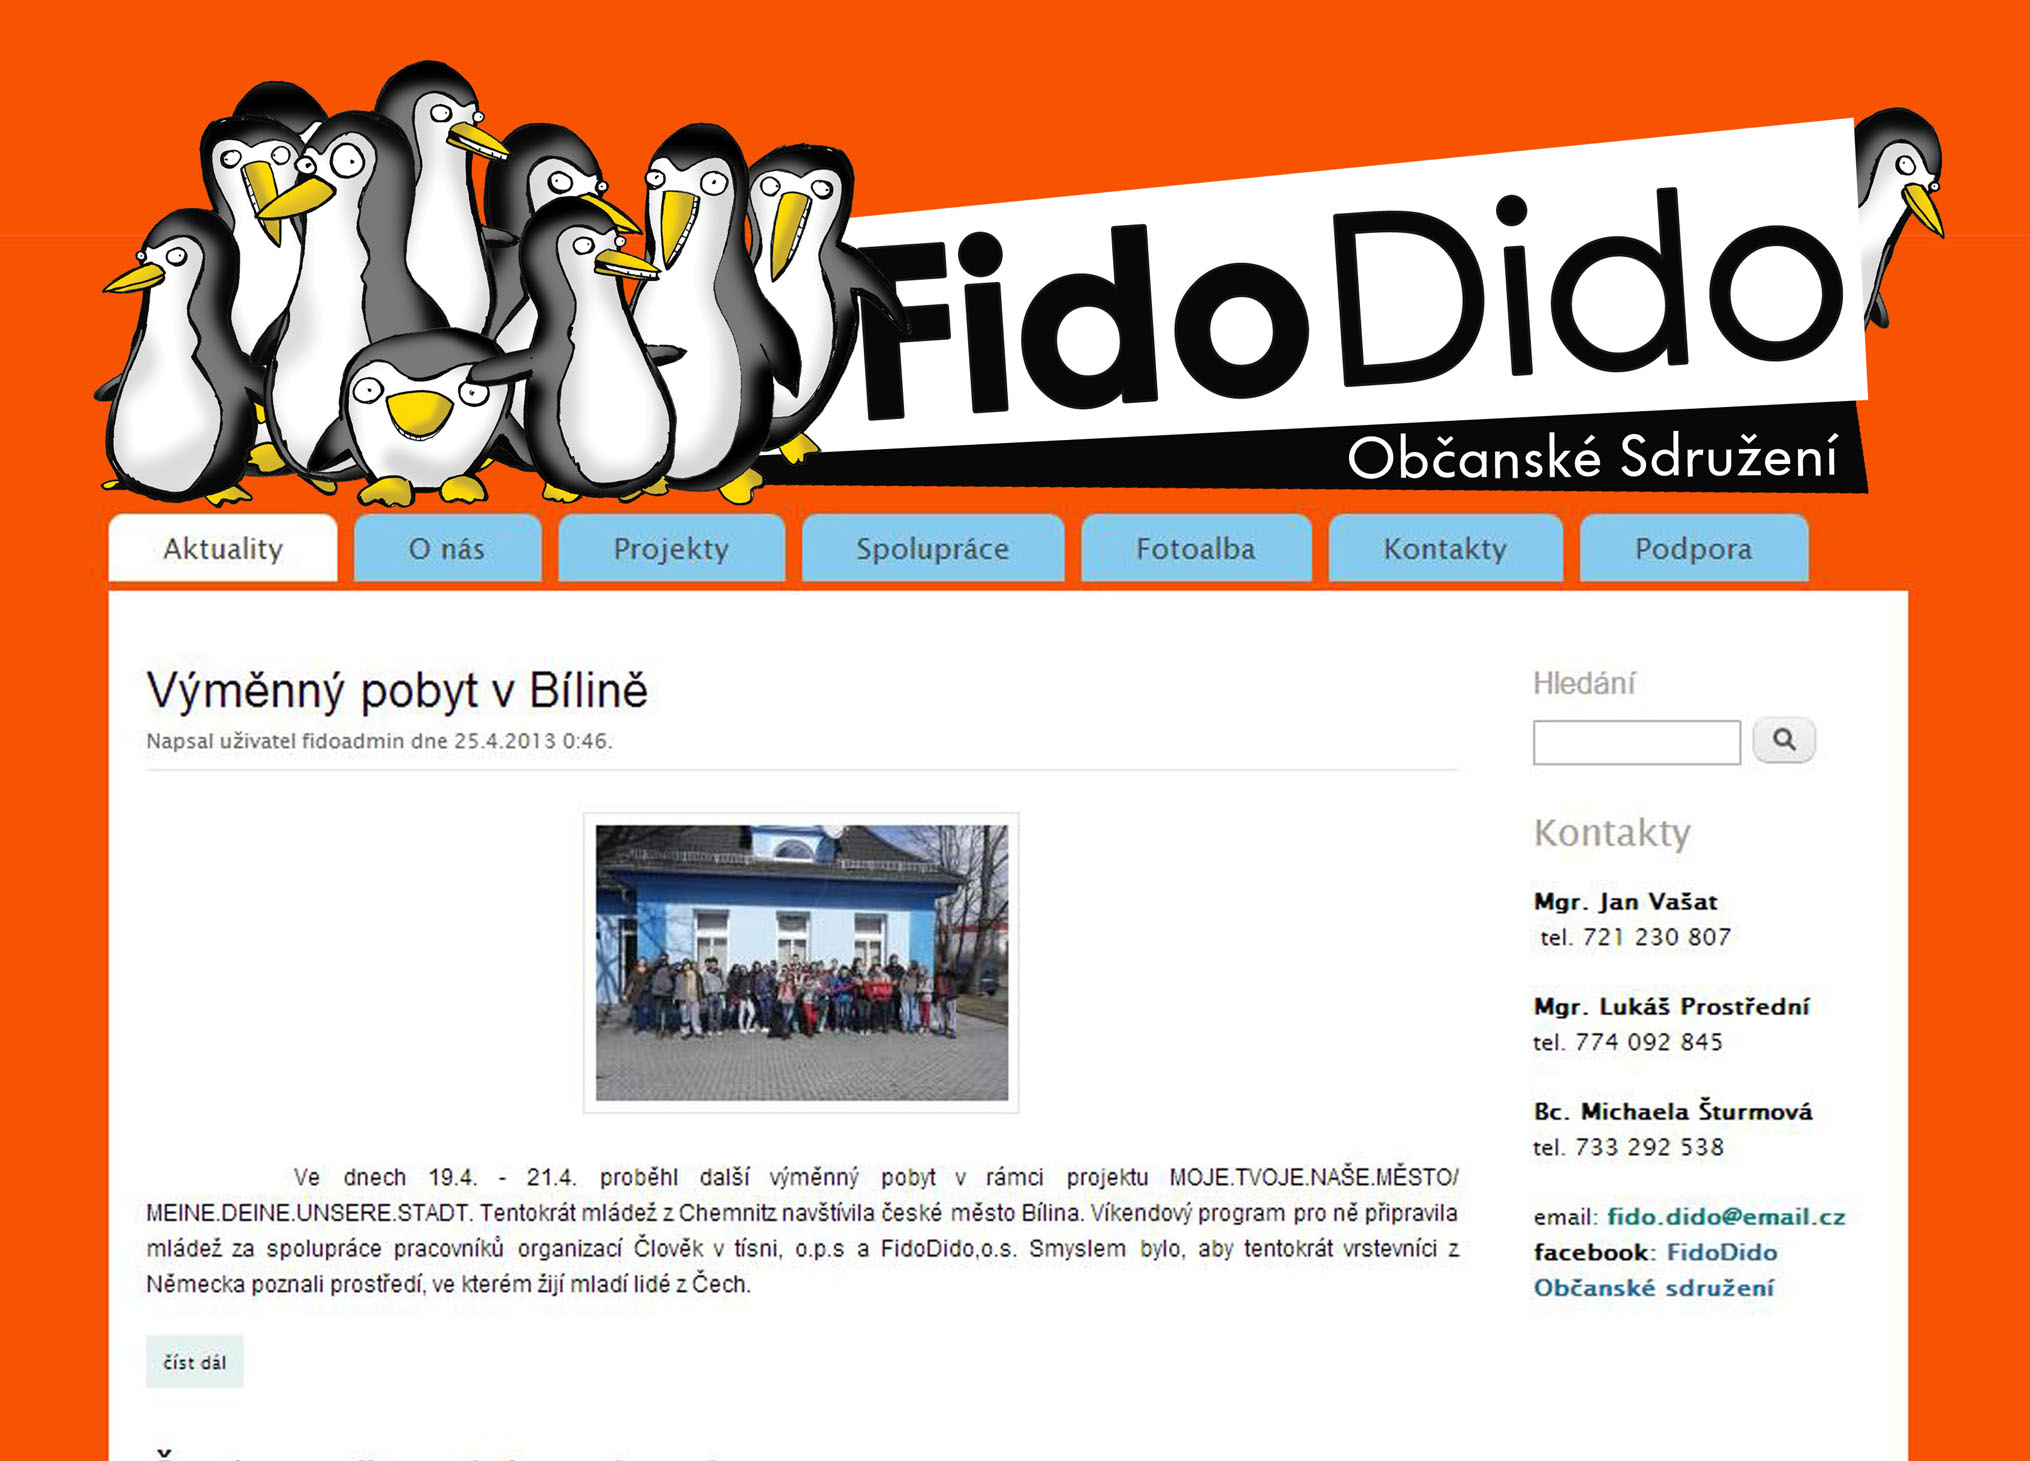 FidoDido
Občanské Sdružení
Aktuality
O nás
Projekty
Spolupráce
Fotoalba
Kontakty
Podpora
Výměnný pobyt v Bílině
Napsal uživatel fidoadmin dne 25.4.2013 0:46.
Ve dnech 19.4. - 21.4. proběhl další výměnný pobyt v rámci projektu MOJE.TVOJE.NAŠE.MĚSTO/
MEINE.DEINE.UNSERE.STADT. Tentokrát mládež z Chemnitz navštívila české město Bílina. Víkendový program pro ně připravila
mládež za spolupráce pracovníků organizací Člověk v tísni, o.p.s a FidoDido,o.s. Smyslem bylo, aby tentokrát vrstevníci z
Německa poznali prostředí, ve kterém žijí mladí lidé z Čech.
číst dál
Hledání
Kontakty
Mgr. Jan Vašat
tel. 721 230 807
Mgr. Lukáš Prostřední
tel. 774 092 845
Bc. Michaela Šturmová
tel. 733 292 538
email: fido.dido@email.cz
facebook: FidoDido
Občanské sdružení